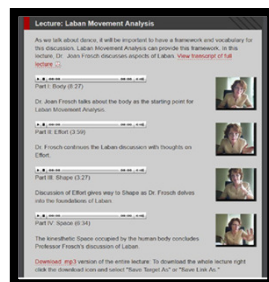 Lecture: Laban Movement Analysis
As we talk about dance, it will be important to have a framework and vocabulary for
this discussion. Laban Movement Analysis can provide this framework. In this
lecture, Dr. Joan Frosch discusses aspects of Laban. View transcript of full
lecture
Part I: Body (6:27)
Dr. Joan Frosch talks about the body as the starting point for
Laban Movement Analysis.
Part II: Effort (3:59)
Dr. Frosch continues the Laban discussion with thoughts on
Effort.
Part III: Shape (3:27)
Discussion of Effort gives way to Shape as Dr. Frosch delves
into the foundations of Laban.
Part IV: Space (6:34)
The kinesthetic Space occupied by the human body concludes
Professor Frosch's discussion of Laban.
Download .mp3 version of the entire lecture: To download the whole lecture right
click the download icon and select "Save Target As" or "Save Link As."